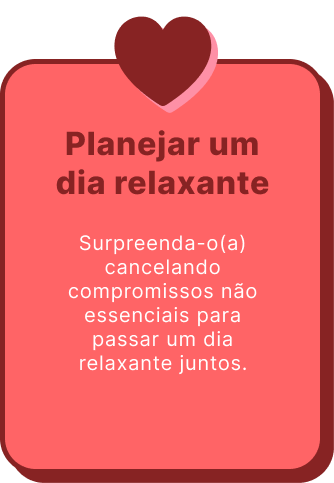 Planejar um
dia relaxante
Surpreenda-o(a)
cancelando
compromissos não
essenciais para
passar um dia
relaxante juntos.